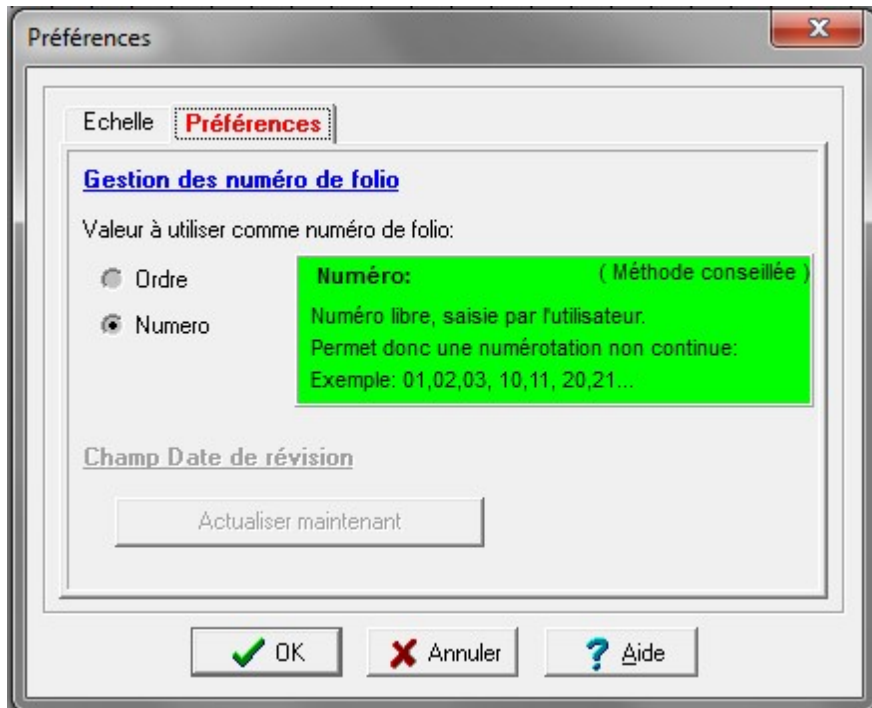 Préférences
Echelle Préférences
Gestion des numéro de folio
Valeur à utiliser comme numéro de folio:
Ordre
Numero
Numéro: ( Méthode conseillée )
Numéro libre, saisie par l'utilisateur.
Permet donc une numérotation non continue:
Exemple: 01,02,03, 10,11, 20,21...
Champ Date de révision
Actualiser maintenant
OK Annuler ? Aide